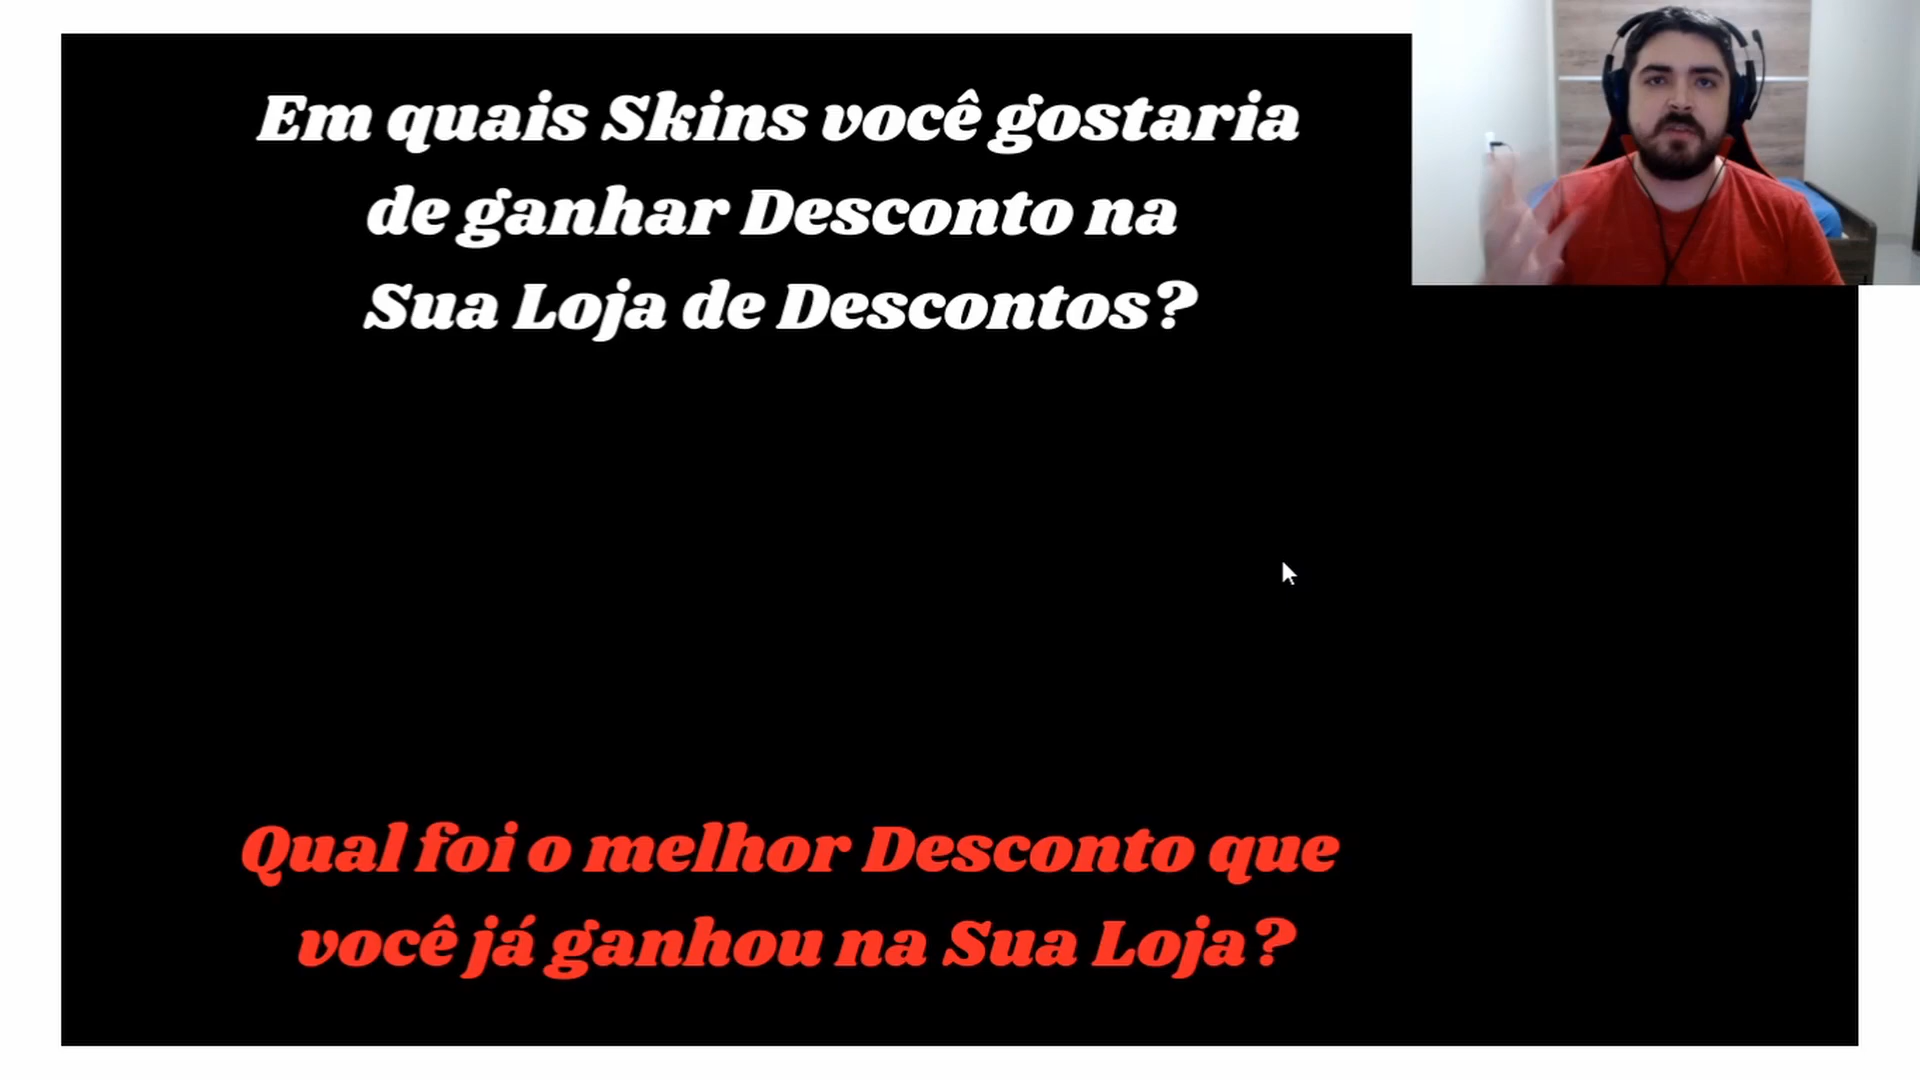 Em quais Skins você gostaria
de ganhar Desconto na
Sua Loja de Descontos?
Qual foi o melhor Desconto que
você já ganhou na Sua Loja?